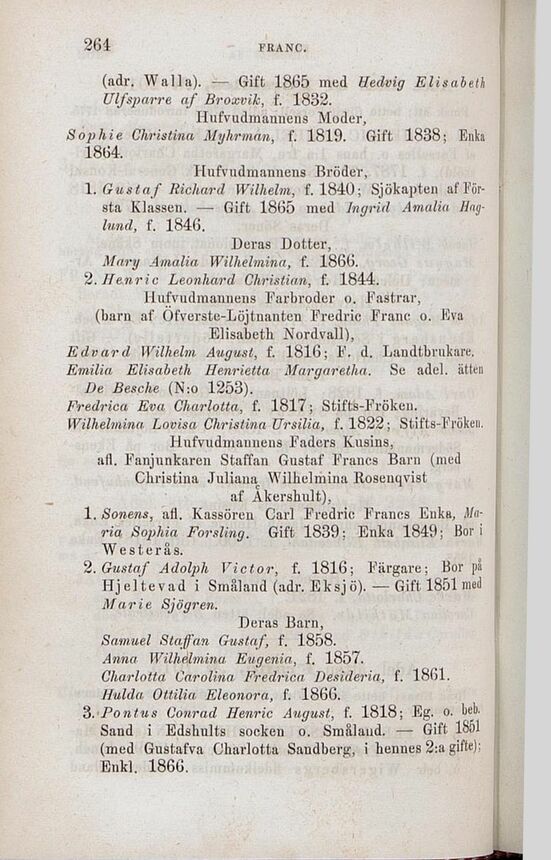 264 FRANC.
(adr. Walla). — Gift 1865 med Hedvig Elisabeth
Ulfsparre af Broxvik, f. 1832.
Hufvudmannens Moder,
Sophie Christina Myhrman, f. 1819. Gift 1838; Enka
1864.
Hufvudmannens Bröder,
1. Gustaf Richard Wilhelm, f. 1840; Sjökapten af För-
sta Klassen. — Gift 1865 med Ingrid Amalia Hag-
lund, f. 1846.
Deras Dotter,
Mary Amalia Wilhelmina, f. 1866.
2. Henric Leonhard Christian, f. 1844.
Hufvudmannens Farbroder o. Fastrar,
(barn af Öfverste-Löjtnanten Fredric Franc o. Eva
Elisabeth Nordvall),
Edvard Wilhelm August, f. 1816; F. d. Landtbrukare.
Emilia Elisabeth Henrietta Margaretha. Se adel. ätten
De Besche (N:o 1253).
Fredrica Eva Charlotta, f. 1817; Stifts-Fröken.
Wilhelmina Lovisa Christina Ursilia, f. 1822; Stifts-Fröken.
Hufvudmannens Faders Kusins,
afl. Fanjunkaren Staffan Gustaf Francs Barn (med
Christina Juliana Wilhelmina Rosenqvist
af Åkershult),
1. Sonens, afl. Kassören Carl Fredric Francs Enka, Ma-
ria Sophia Forsling. Gift 1839; Enka 1849; Bor i
Westerås.
2. Gustaf Adolph Victor, f. 1816; Färgare; Bor på
Hjeltevad i Småland (adr. Eksjö). — Gift 1851 med
Marie Sjögren.
Deras Barn,
Samuel Staffan Gustaf, f. 1858.
Anna Wilhelmina Eugenia, f. 1857.
Charlotta Carolina Fredrica Desideria, f. 1861.
Hulda Ottilia Eleonora, f. 1866.
3. Pontus Conrad Henric August, f. 1818; Eg. o. beb.
Sand i Edshults socken o. Småland. — Gift 1851
(med Gustafva Charlotta Sandberg, i hennes 2:a gifte);
Enkl. 1866.